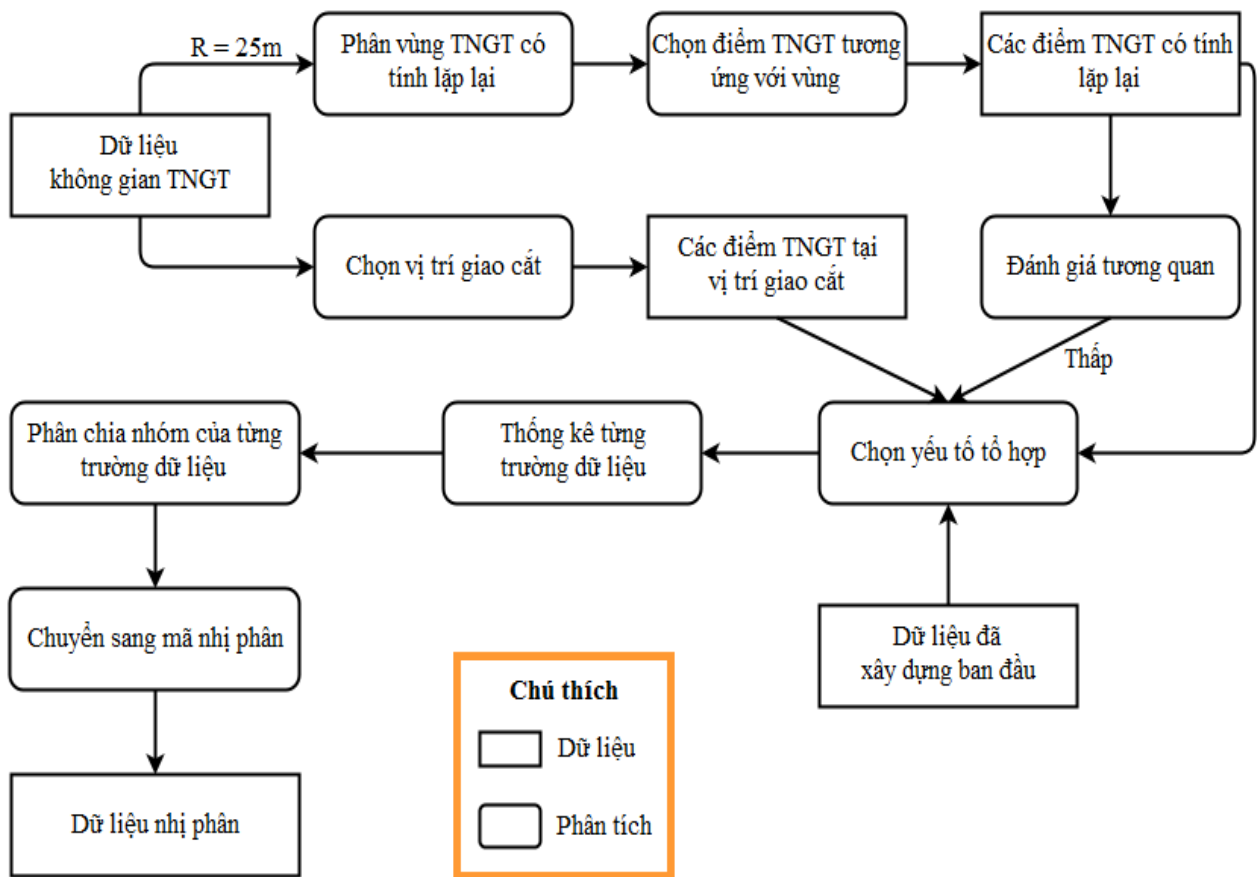 R = 25m
Phân vùng TNGT có
tính lặp lại
Chọn điểm TNGT tương
ứng với vùng
Các điểm TNGT có tính
lặp lại
Dữ liệu
không gian TNGT
Chọn vị trí giao cắt
Các điểm TNGT tại
vị trí giao cắt
Đánh giá tương quan
Thấp
Phân chia nhóm của từng
trường dữ liệu
Thống kê từng
trường dữ liệu
Chọn yếu tố tổ hợp
Chuyển sang mã nhị phân
Dữ liệu đã
xây dựng ban đầu
Dữ liệu nhị phân
Chú thích
Dữ liệu
Phân tích